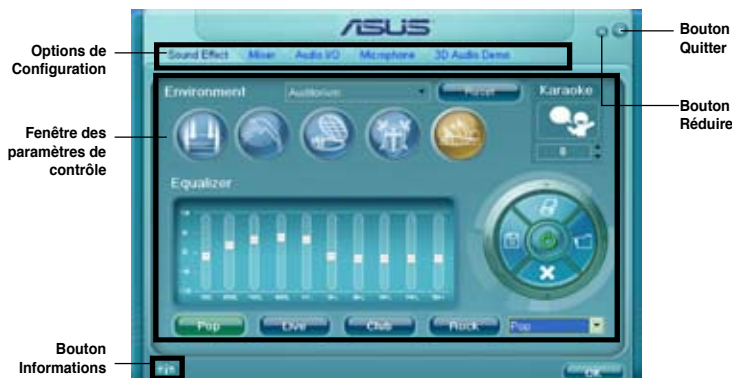 ASUS
Options de
Configuration
Sound Effect Mixer Audio I/O Microphone 3D Audio Demo
Bouton
Quitter
Bouton
Réduire
Environment Auditorium Reset Karaoke
0
Fenêtre des
paramètres de
contrôle
Equalizer
Pop Live Club Rock Pop
Bouton
Informations
OK